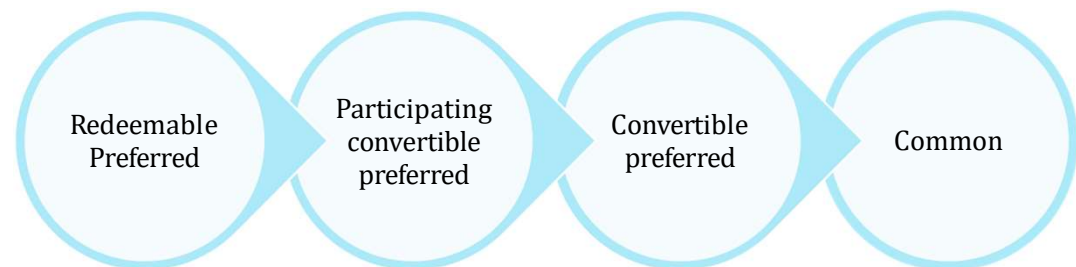 Redeemable
Preferred
Participating
convertible
preferred
Convertible
preferred
Common